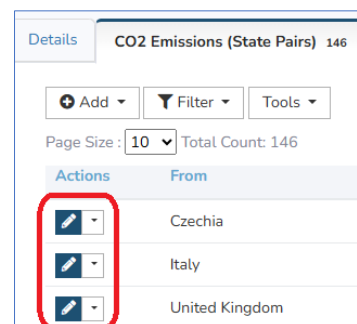 Details CO2 Emissions (State Pairs) 146
Add Filter Tools
Page Size : 10 Total Count: 146
Actions From
Czechia
Italy
United Kingdom